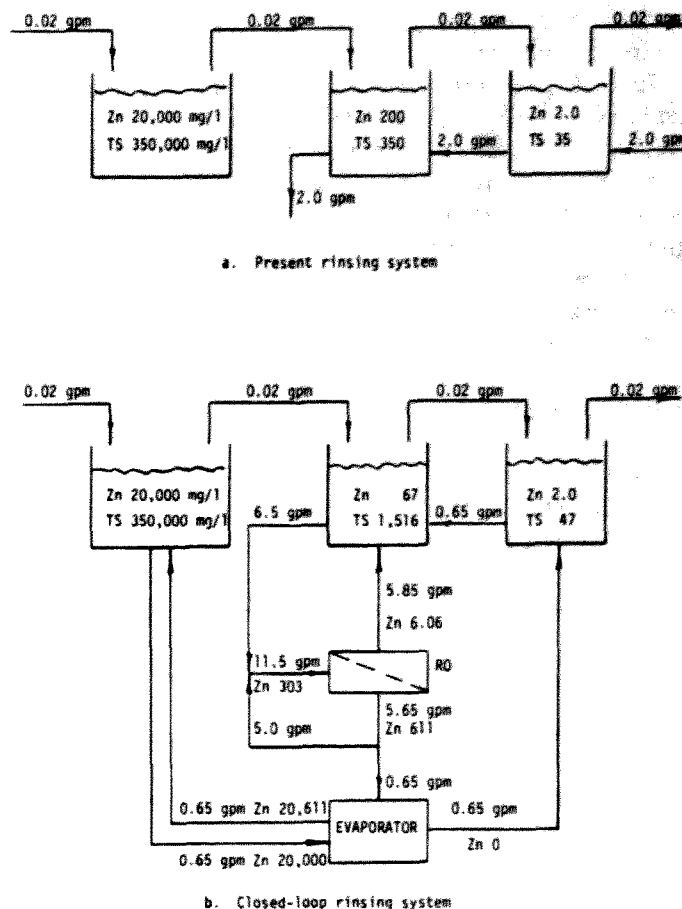 0.02 gpm 0.02 gpm 0.02 gpm 0.02 gpm
Zn 20,000 mg/l
TS 350,000 mg/l
Zn 200
TS 350
Zn 2.0
TS 35
2.0 gpm
2.0 gpm
2.0 gpm
a. Present rinsing system
0.02 gpm 0.02 gpm 0.02 gpm 0.02 gpm
Zn 20,000 mg/l
TS 350,000 mg/l
6.5 gpm
Zn 67
TS 1,516
0.65 gpm
Zn 2.0
TS 47
5.85 gpm
Zn 6.06
11.5 gpm
Zn 303
RO
5.65 gpm
Zn 611
5.0 gpm
0.65 gpm
0.65 gpm Zn 20,611
EVAPORATOR
0.65 gpm
Zn 0
0.65 gpm Zn 20,000
b. Closed-loop rinsing system